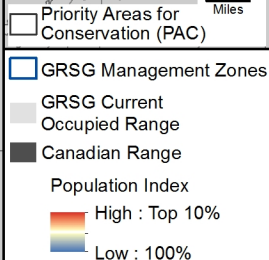 Miles
Priority Areas for
Conservation (PAC)
GRSG Management Zones
GRSG Current
Occupied Range
Canadian Range
Population Index
High : Top 10%
Low : 100%